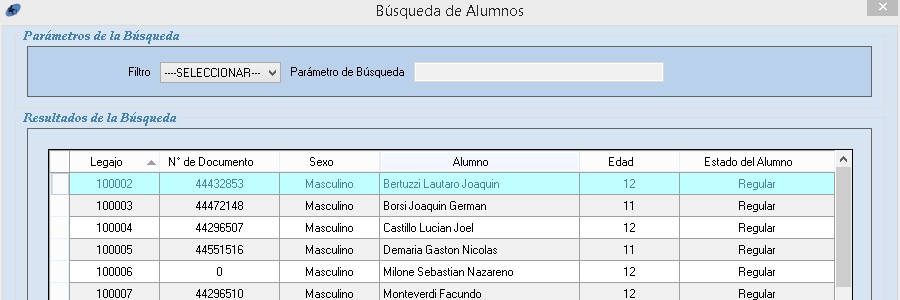 Búsqueda de Alumnos
Parámetros de la Búsqueda
Filtro ----SELECCIONAR--- Parámetro de Búsqueda
Resultados de la Búsqueda
Legajo N° de Documento Sexo Alumno Edad Estado del Alumno
100002 44432853 Masculino Bertuzzi Lautaro Joaquin 12 Regular
100003 44472148 Masculino Borsi Joaquin German 11 Regular
100004 44296507 Masculino Castillo Lucian Joel 12 Regular
100005 44551516 Masculino Demaria Gaston Nicolas 11 Regular
100006 0 Masculino Milone Sebastian Nazareno 12 Regular
100007 44296510 Masculino Monteverdi Facundo 12 Regular